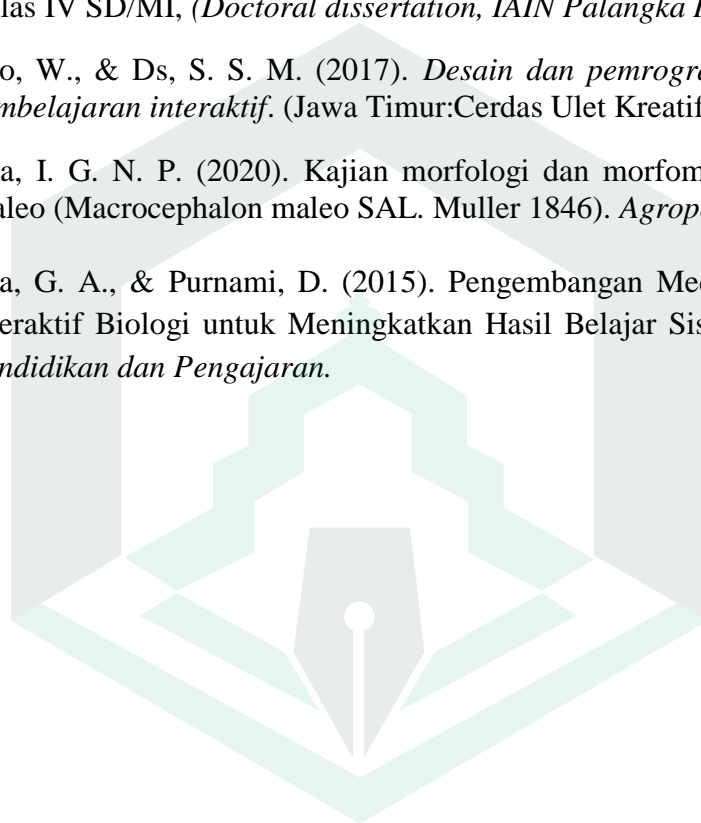 las IV SD/MI, (Doctoral dissertation, IAIN Palangka
o, W., & Ds, S. S. M. (2017). Desain dan pemrogra
mbelajaran interaktif. (Jawa Timur:Cerdas Ulet Kreatif
a, I. G. N. P. (2020). Kajian morfologi dan morfom
aleo (Macrocephalon maleo SAL. Muller 1846). Agrop
a, G. A., & Purnami, D. (2015). Pengembangan Med
eraktif Biologi untuk Meningkatkan Hasil Belajar Sis
ndidikan dan Pengajaran.